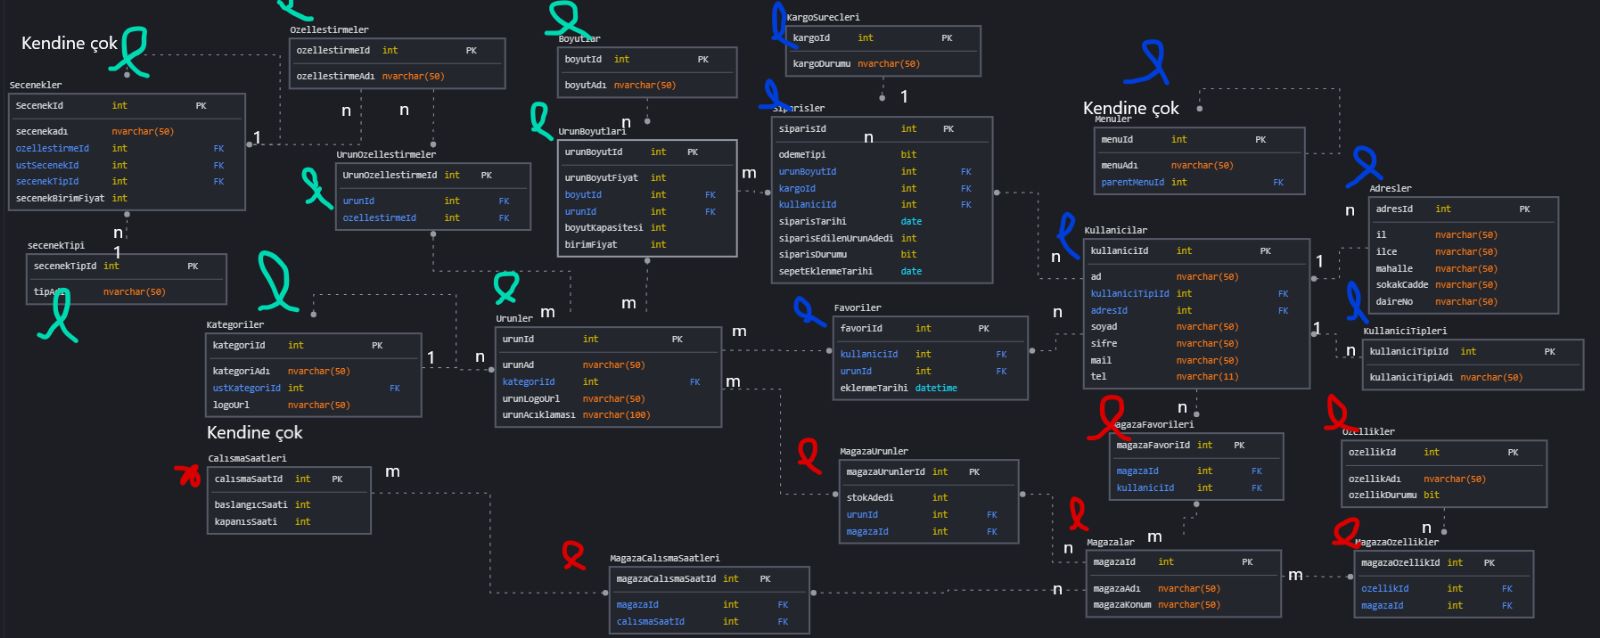 Kendine çok
Secenekler
SecenekId int PK
secenekadı nvarchar(50)
ozellestirmeId int FK
ustSecenekId int FK
secenekTipId int FK
secenekBirimFiyat int
1
n
1
secenekTipi
secenekTipId int PK
nvarchar(50)
Ozellestirmeler
ozellestirmeId int PK
ozellestirmeAdı nvarchar(50)
n
n
UrunOzellestirmeler
UrunOzellestirmeId int PK
urunId int FK
ozellestirmeId int FK
Boyutlar
boyutId int PK
boyutAdı nvarchar(50)
n
UrunBoyutlari
urunBoyutId int PK
urunBoyutFiyat int
boyutId int FK
urunId int FK
boyutKapasitesi int
birimFiyat int
m
m
m
KargoSurecleri
kargoId int PK
kargoDurumu nvarchar(50)
1
Siparisler
siparisId int PK
n
odemeTipi bit
urunBoyutId int FK
kargoId int FK
kullaniciId int FK
siparisTarihi date
siparisEdilenUrunAdedi int
siparisDurumu bit
sepetEklenmeTarihi date
n
Kendine çok
Menuler
menuId int PK
menuAdı nvarchar(50)
parentMenuId int FK
Adresler
adresId int PK
il nvarchar(50)
ilce nvarchar(50)
mahalle nvarchar(50)
sokakCadde nvarchar(50)
daireNo nvarchar(50)
n
1
Kullanicilar
kullaniciId int PK
ad nvarchar(50)
kullaniciTipId int FK
adresId int FK
soyad nvarchar(50)
sifre nvarchar(50)
mail nvarchar(50)
tel nvarchar(11)
1
n
KullaniciTipleri
kullaniciTipId int PK
kullaniciTipiAdi nvarchar(50)
Kategoriler
kategoriId int PK
kategoriAdı nvarchar(50)
ustKategoriId int FK
logoUrl nvarchar(50)
Kendine çok
1
n
Urunler
urunId int PK
urunAd nvarchar(50)
kategoriId int FK
urunLogoUrl nvarchar(50)
urunAcıklaması nvarchar(100)
m
m
Favoriler
favoriId int PK
kullaniciId int FK
urunId int FK
eklenmeTarihi datetime
n
CalısmaSaatleri
calısmaSaatId int PK
baslangıcSaati int
kapanısSaati int
m
MagazaCalısmaSaatleri
magazaCalısmaSaatId int PK
magazaId int FK
calısmaSaatId int FK
n
MagazaUrunler
magazaUrunlerId int PK
stokAdedi int
urunId int FK
magazaId int FK
n
n
MagazaFavorileri
magazaFavoriId int PK
magazaId int FK
kullaniciId int FK
m
Magazalar
magazaId int PK
magazaAdı nvarchar(50)
magazaKonum nvarchar(50)
m
Ozellikler
ozellikId int PK
ozellikAdı nvarchar(50)
ozellikDurumu bit
n
MagazaOzellikler
magazaOzellikId int PK
ozellikId int FK
magazaId int FK